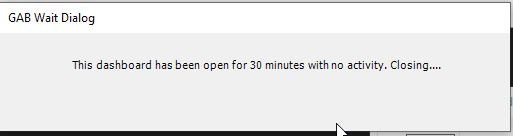 GAB Wait Dialog
This dashboard has been open for 30 minutes with no activity. Closing....